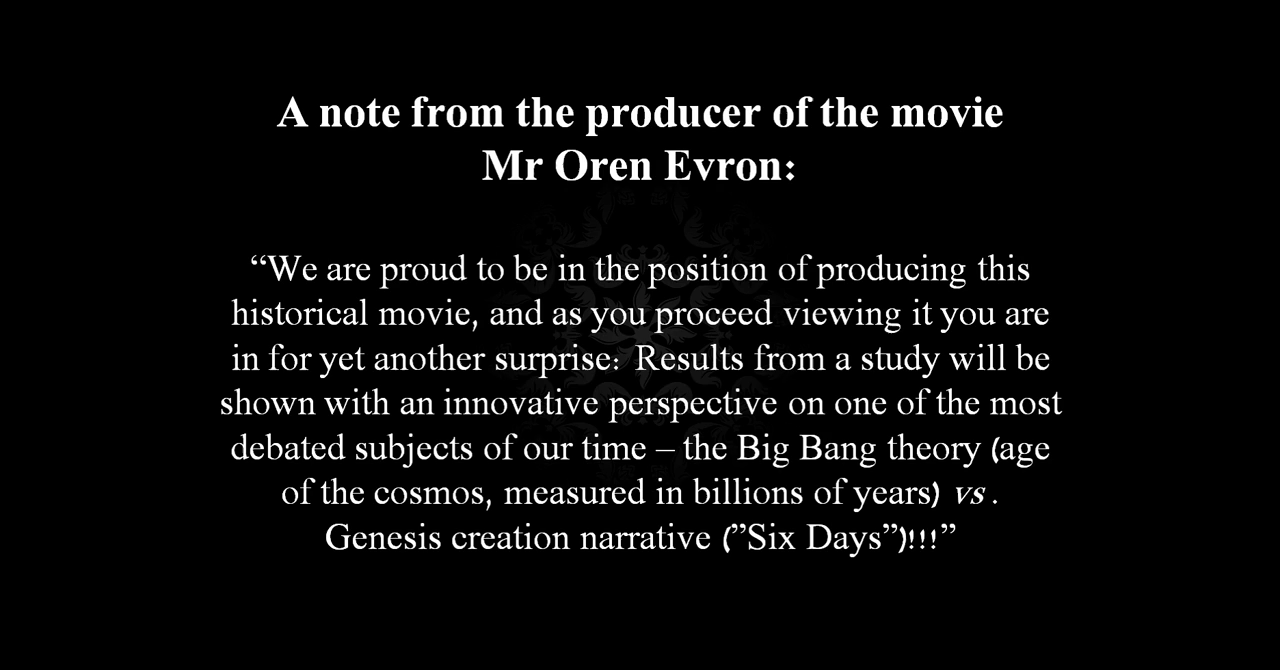 A note from the producer of the movie
Mr Oren Evron:
“We are proud to be in the position of producing this
historical movie, and as you proceed viewing it you are
in for yet another surprise: Results from a study will be
shown with an innovative perspective on one of the most
debated subjects of our time – the Big Bang theory (age
of the cosmos, measured in billions of years) vs.
Genesis creation narrative (”Six Days”)!!!”